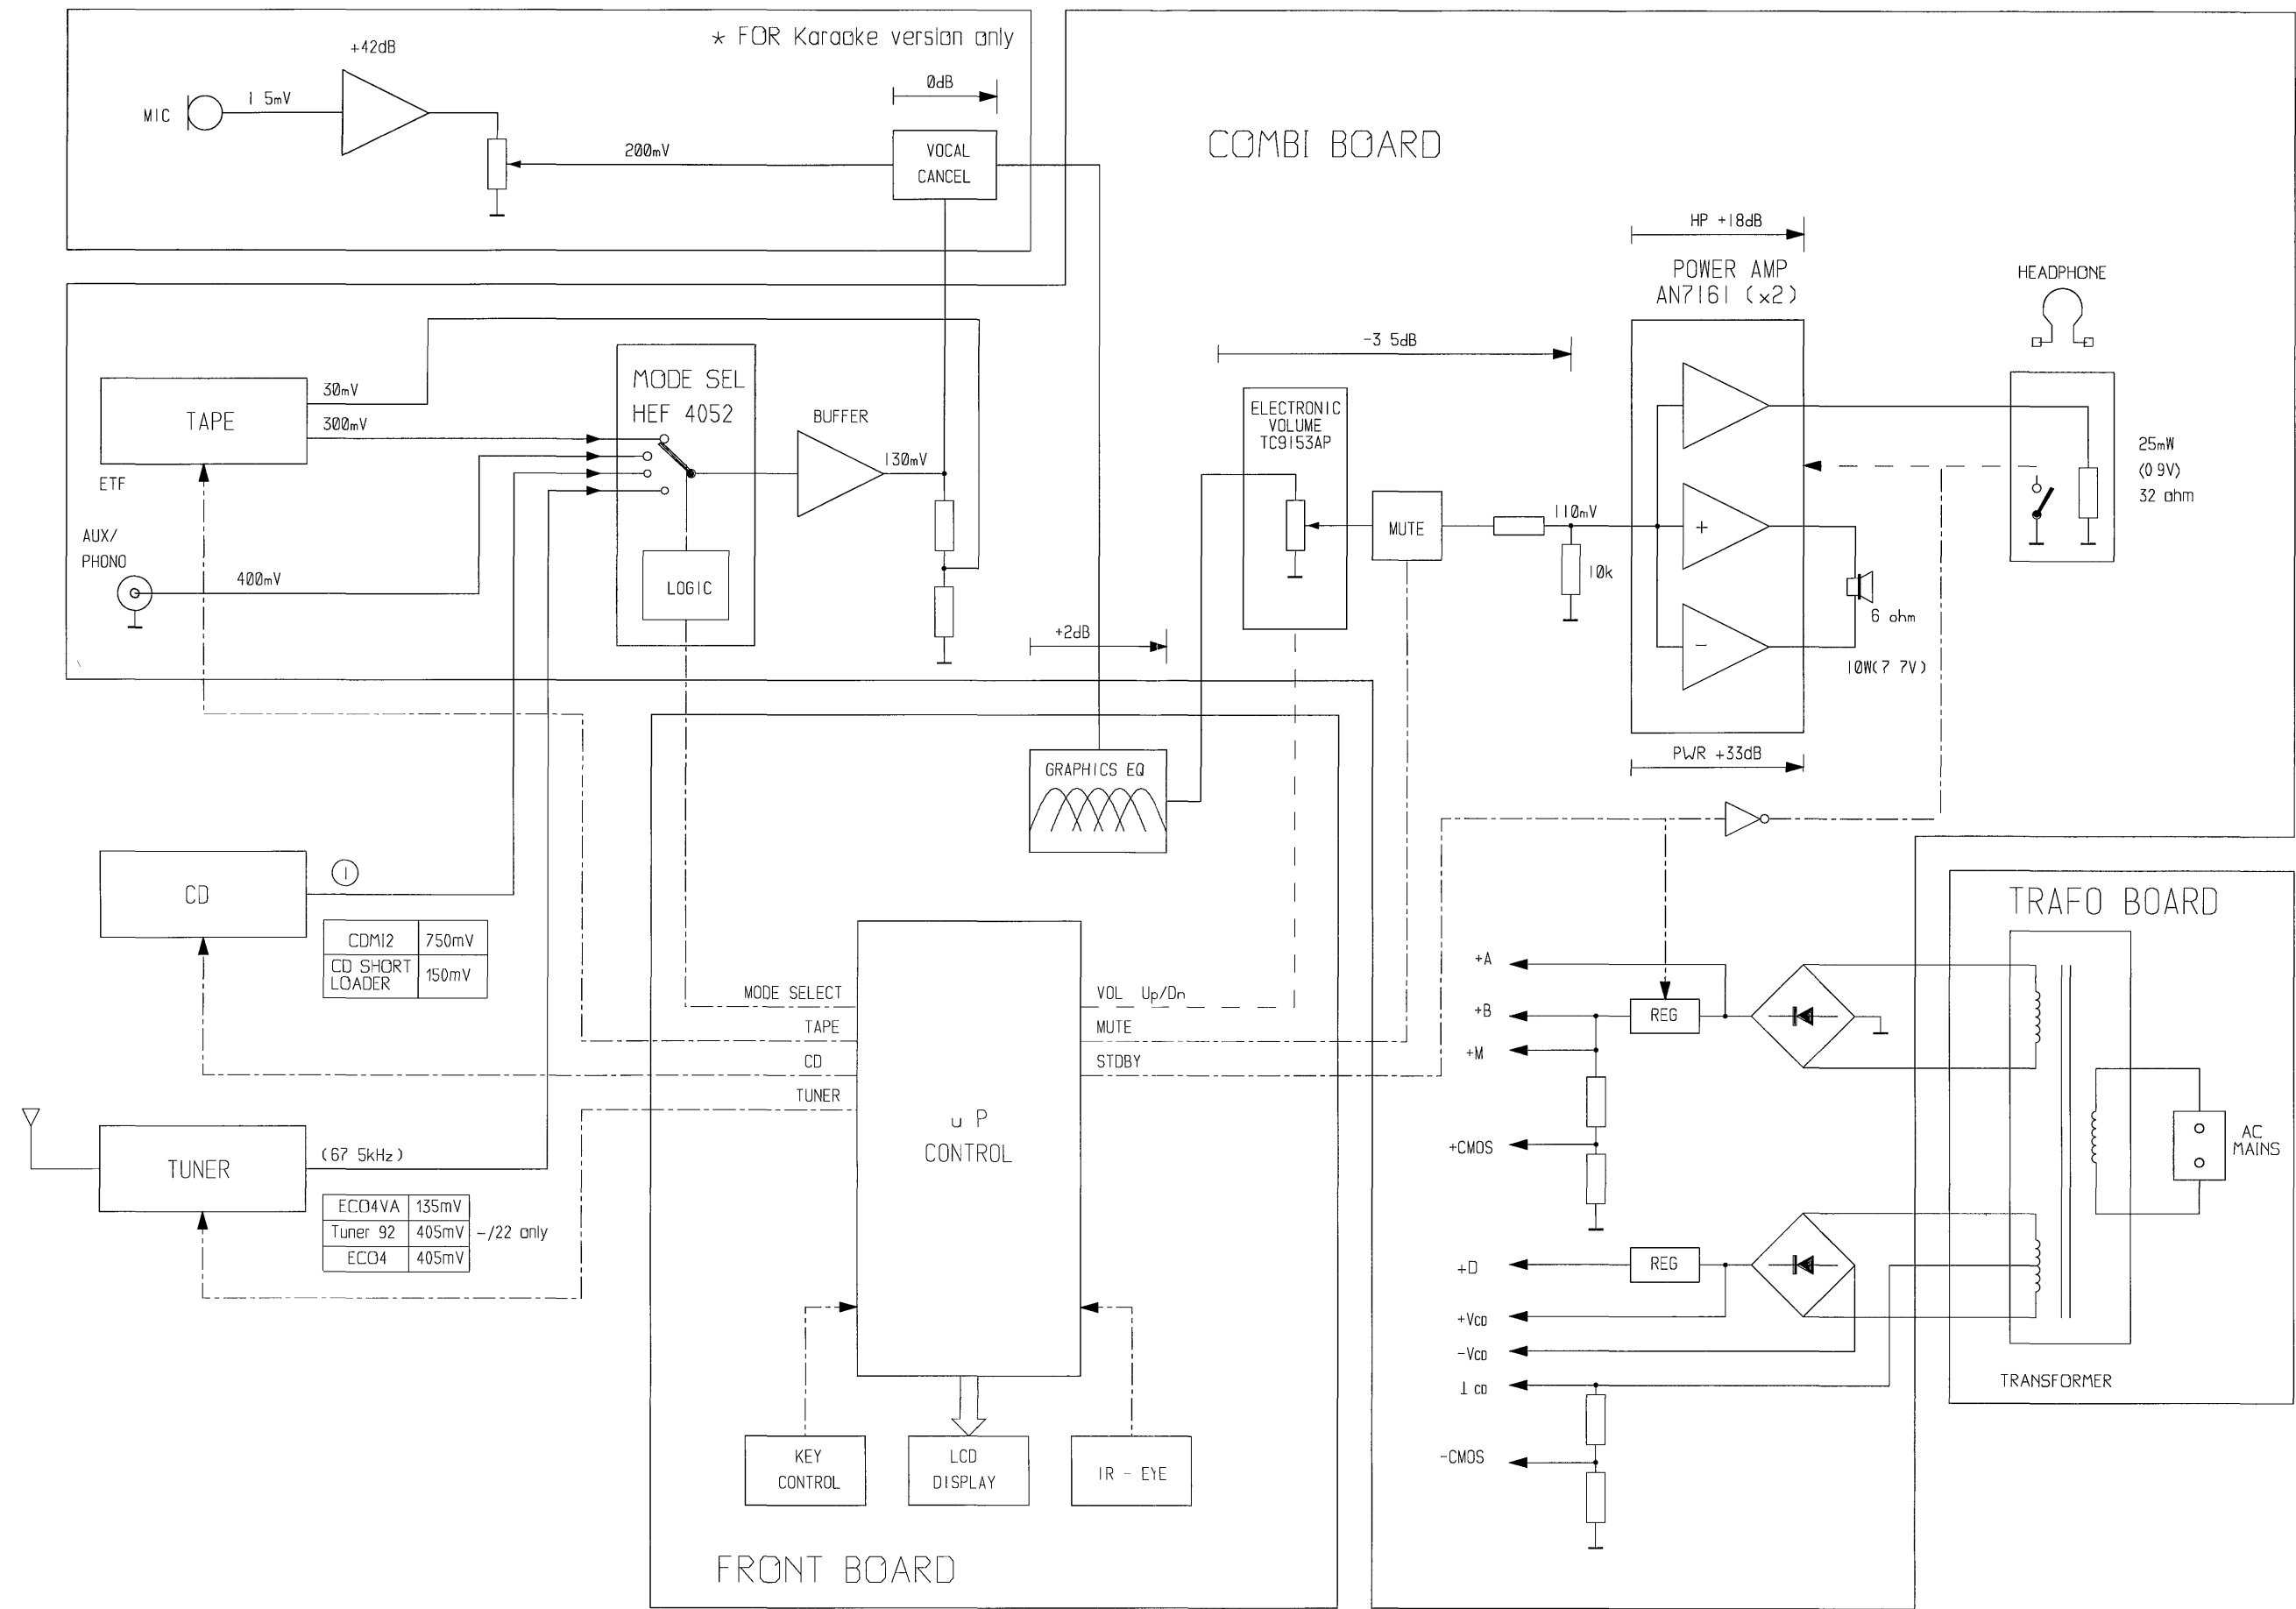 * FOR Karaoke version only
+42dB
MIC
1 5mV
200mV
0dB
VOCAL
CANCEL
COMBI BOARD
HP +18dB
POWER AMP
AN7161 (x2)
HEADPHONE
-3 5dB
TAPE
30mV
300mV
ETF
AUX/
PHONO
400mV
MODE SEL
HEF 4052
LOGIC
BUFFER
130mV
ELECTRONIC
VOLUME
TC9153AP
MUTE
110mV
10k
+
-
6 ohm
10W(7 7V)
25mW
(0 9V)
32 ohm
+2dB
PWR +33dB
GRAPHICS EQ
CD
1
CDM12 750mV
CD SHORT
LOADER
150mV
TUNER
(67 5kHz)
ECO4VA 135mV
Tuner 92 405mV -/22 only
ECO4 405mV
MODE SELECT
TAPE
CD
TUNER
VOL Up/Dn
MUTE
STDBY
u P
CONTROL
KEY
CONTROL
LCD
DISPLAY
IR - EYE
FRONT BOARD
TRAFO BOARD
+A
+B
+M
+CMOS
REG
+D
REG
+VCD
-VCD
⊥ CD
-CMOS
AC
MAINS
TRANSFORMER